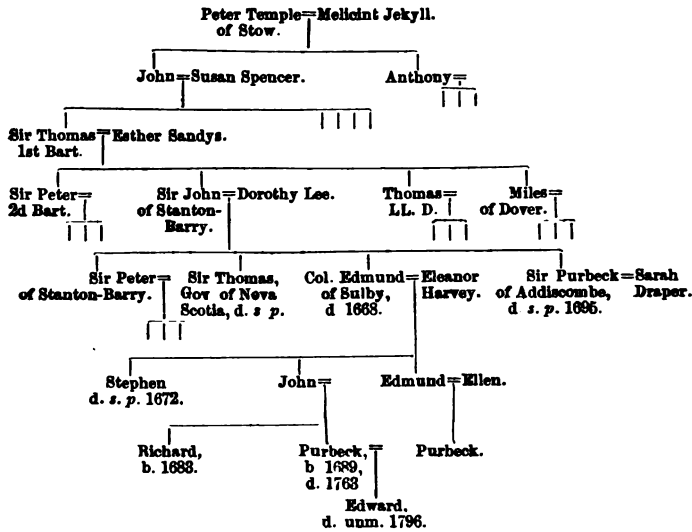 Peter Temple=Melicint Jekyll.
of Stow.
John=Susan Spencer. Anthony=
Sir Thomas=Esther Sandys.
1st Bart.
Sir Peter= Sir John=Dorothy Lee. Thomas= Miles=
2d Bart. of Stanton- LL. D. of Dover.
Barry.
Sir Peter= Sir Thomas, Col. Edmund=Eleanor Sir Purbeck=Sarah
of Stanton-Barry. Gov of Nova of Sulby, Harvey. of Addiscombe, Draper.
Scotia, d. s p. d 1668. d s. p. 1695.
Stephen John= Edmund=Ellen.
d. s. p. 1672.
Richard, Purbeck, = Purbeck.
b. 1683. b 1689,
d. 1763
Edward.
d. unm. 1796.